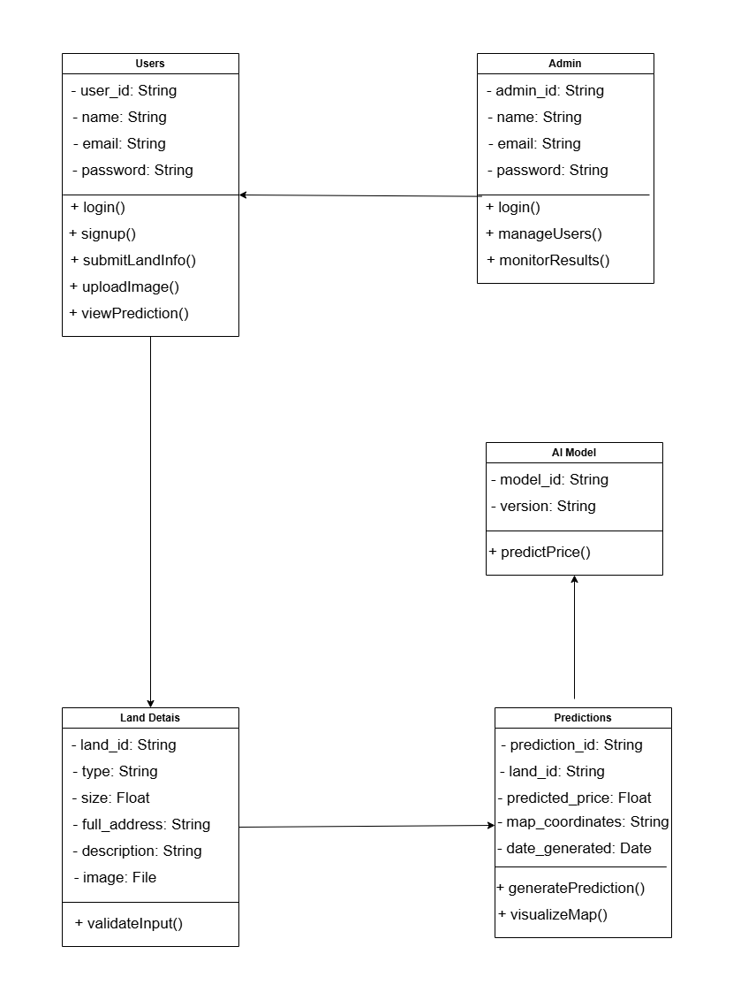 Users
- user_id: String
- name: String
- email: String
- password: String
+ login()
+ signup()
+ submitLandInfo()
+ uploadImage()
+ viewPrediction()
Admin
- admin_id: String
- name: String
- email: String
- password: String
+ login()
+ manageUsers()
+ monitorResults()
AI Model
- model_id: String
- version: String
+ predictPrice()
Land Detais
- land_id: String
- type: String
- size: Float
- full_address: String
- description: String
- image: File
+ validateInput()
Predictions
- prediction_id: String
- land_id: String
- predicted_price: Float
- map_coordinates: String
- date_generated: Date
+ generatePrediction()
+ visualizeMap()